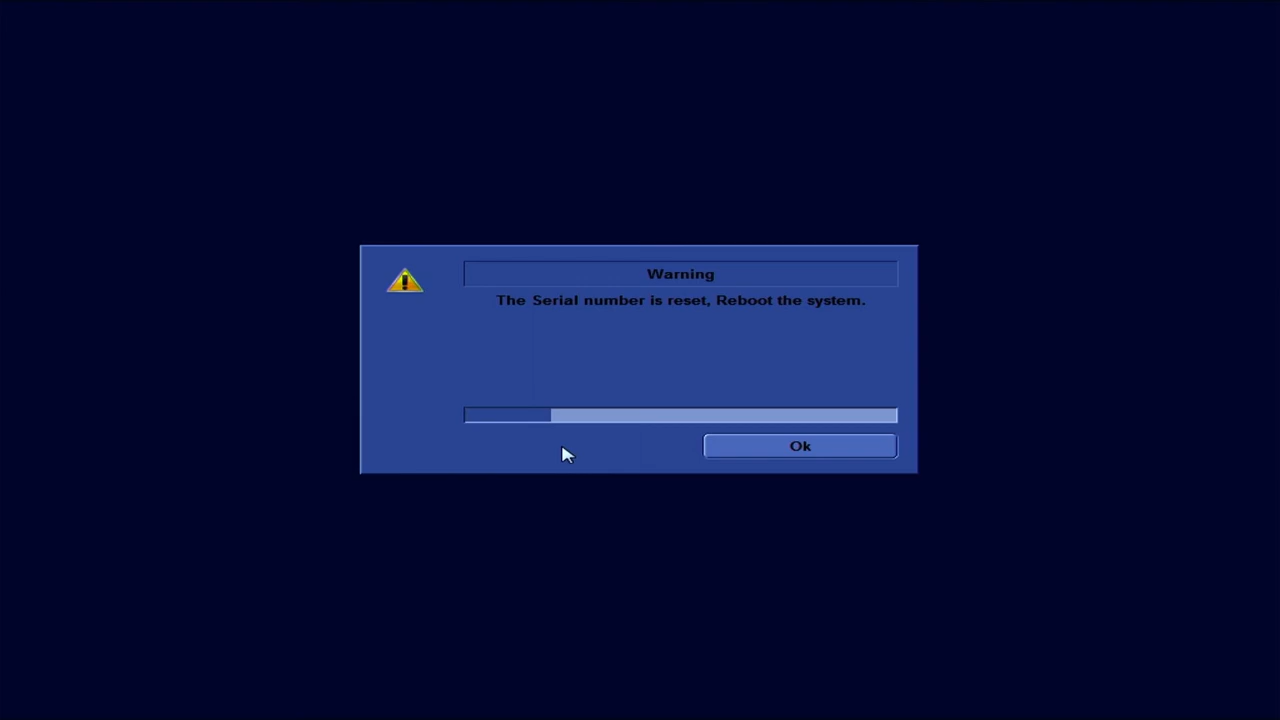 Warning
The Serial number is reset, Reboot the system.
Ok